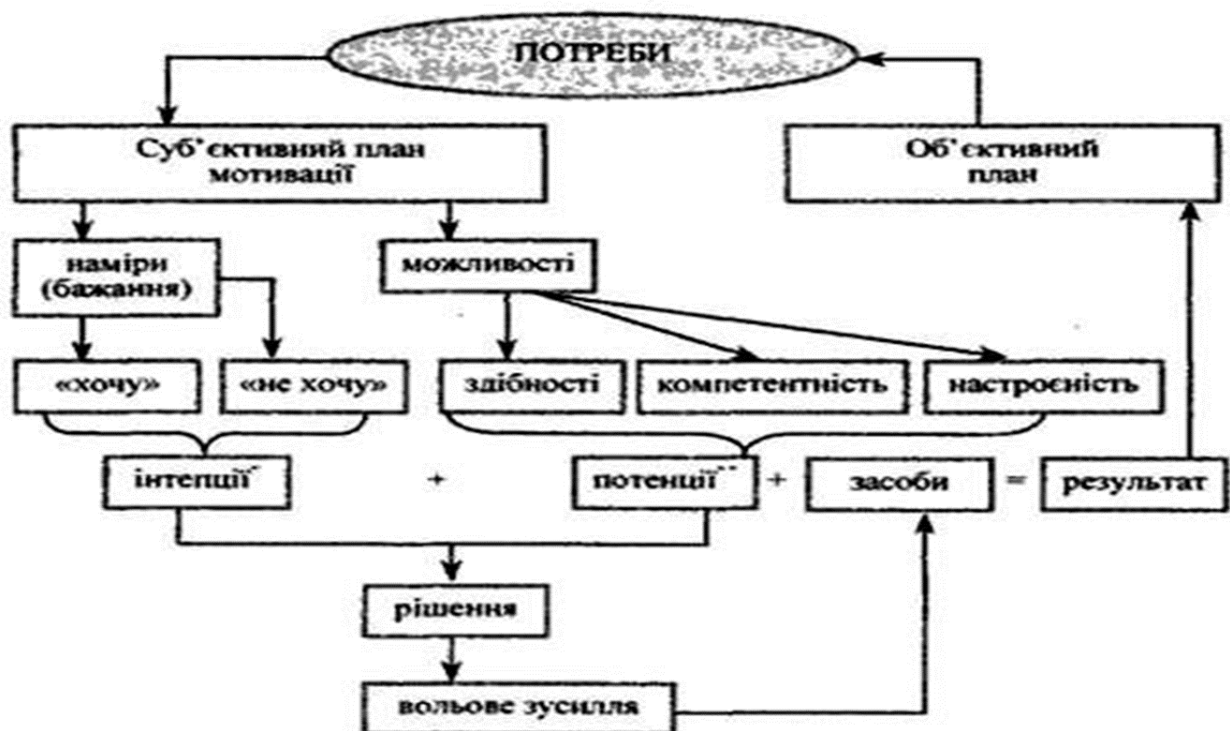 ПОТРЕБИ
Суб'єктивний план
мотивації
Об'єктивний
план
наміри
(бажання)
можливості
«хочу»
«не хочу»
здібності
компетентність
настроєність
інтепції* + потенції** + засоби = результат
рішення
вольове зусилля